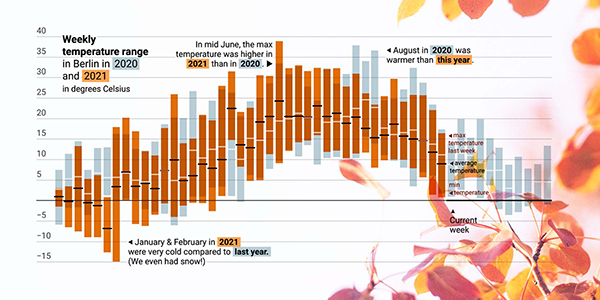 Weekly
temperature range
in Berlin in 2020
and 2021
in degrees Celsius
In mid June, the max
temperature was higher in
2021 than in 2020. ▶
◀ August in 2020 was
warmer than this year.
40
35
30
25
20
15
10
5
−5
−10
−15
◀ max
temperature
last week
◀ average
temperature
min
◀ temperature
▲
Current
week
◀ January & February in 2021
were very cold compared to last year.
(We even had snow!)